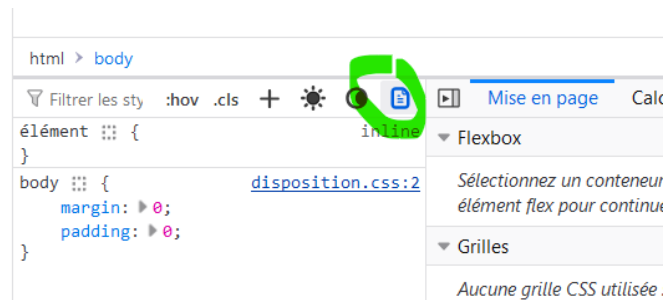 html > body
Filtrer les sty :hov .cls +
élément { inline
}
body { disposition.css:2
margin: 0;
padding: 0;
}
Mise en page Calc
Flexbox
Sélectionnez un conteneur
élément flex pour continue
Grilles
Aucune grille CSS utilisée